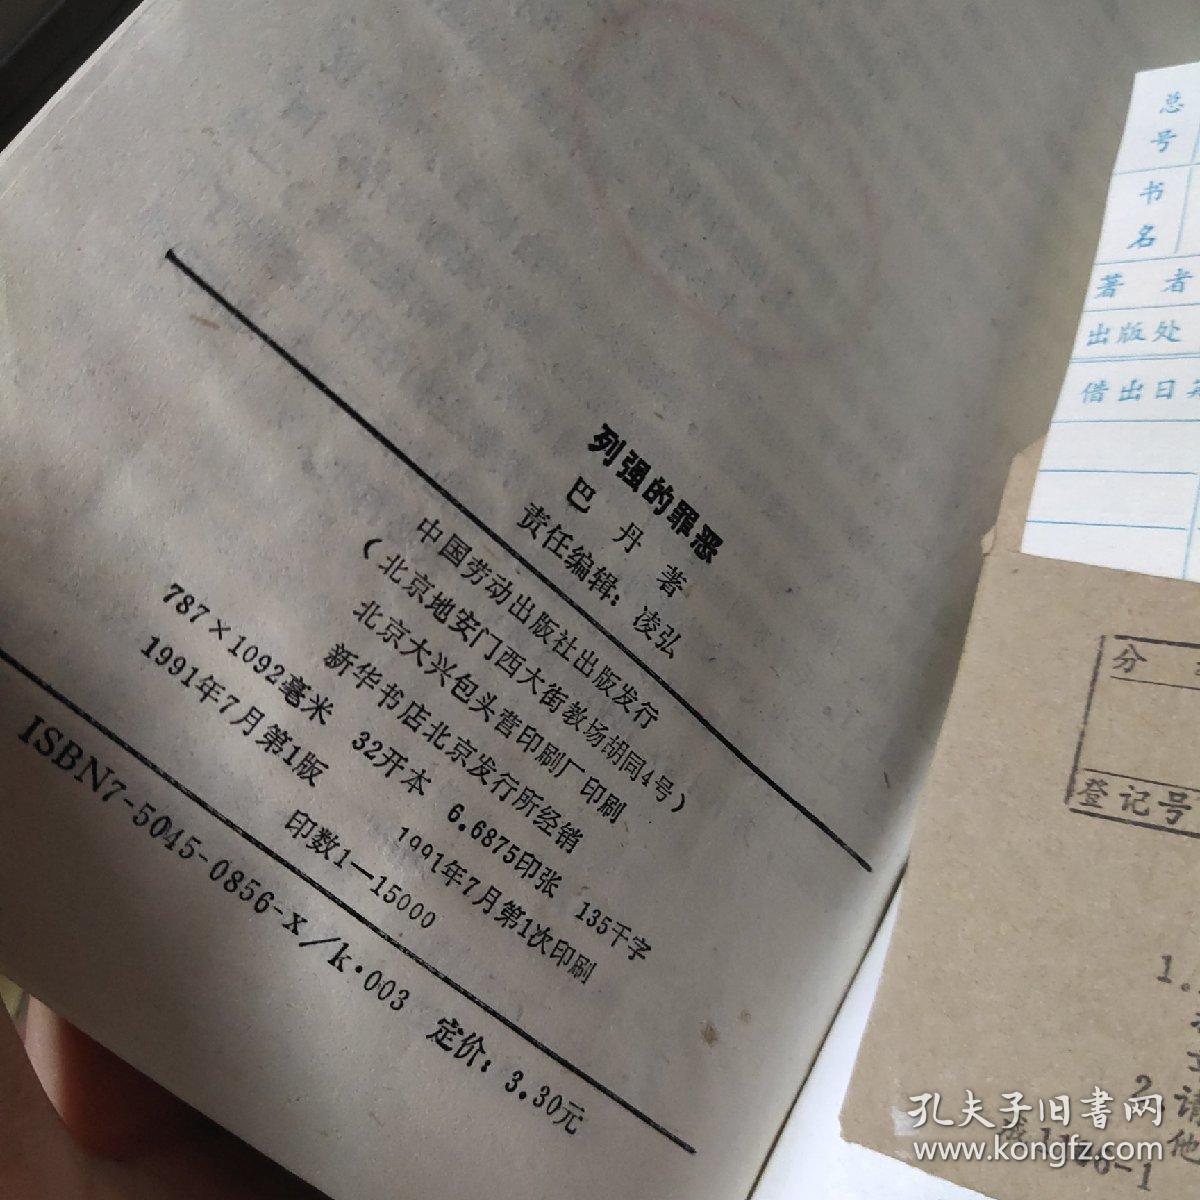 列强的罪恶
巴 丹 著
责任编辑：凌弘
中国劳动出版社出版发行
（北京地安门西大街教场胡同4号）
北京大兴包头营印刷厂印刷
新华书店北京发行所经销
787×1092毫米 32开本 6.6875印张 135千字
1991年7月第1版 1991年7月第1次印刷
印数1—15000
ISBN7-5045-0856-x/k·003 定价：3.30元
总号
书名
著 者
出版处
借出日
分
登记号
1.
2.请
他
1176-1
孔夫子旧書网
www.kongfz.com